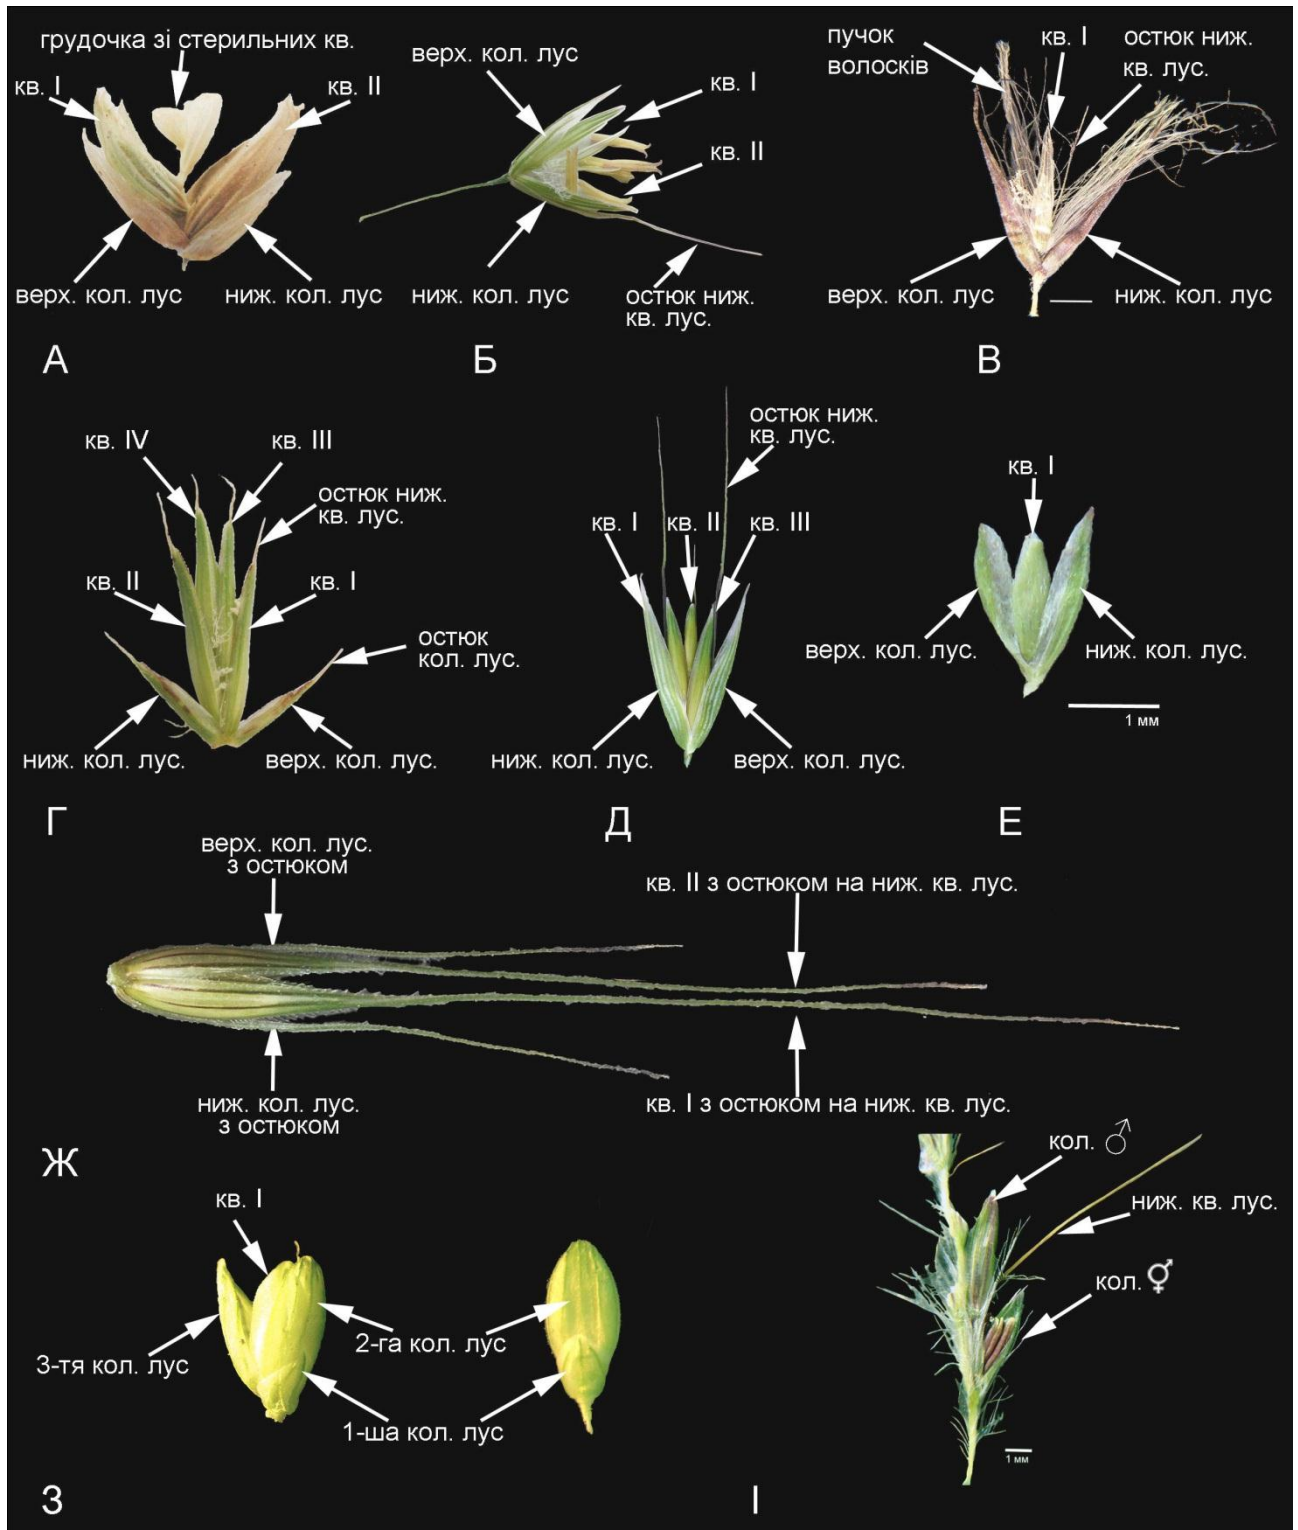 грудочка зі стерильних кв.
кв. I
кв. II
верх. кол. лус
ниж. кол. лус
А
верх. кол. лус
кв. I
кв. II
ниж. кол. лус
остюк ниж.
кв. лус.
Б
пучок
волосків
кв. I
остюк ниж.
кв. лус.
верх. кол. лус
ниж. кол. лус
В
кв. IV
кв. III
остюк ниж.
кв. лус.
кв. II
кв. I
остюк
кол. лус.
ниж. кол. лус.
верх. кол. лус.
Г
остюк ниж.
кв. лус.
кв. I
кв. II
кв. III
ниж. кол. лус.
верх. кол. лус.
Д
кв. I
верх. кол. лус.
ниж. кол. лус.
1 мм
Е
верх. кол. лус.
з остюком
кв. II з остюком на ниж. кв. лус.
ниж. кол. лус.
з остюком
кв. I з остюком на ниж. кв. лус.
Ж
кв. I
3-тя кол. лус
2-га кол. лус
1-ша кол. лус
З
кол. ♂
ниж. кв. лус.
кол. ⚥
1 мм
І